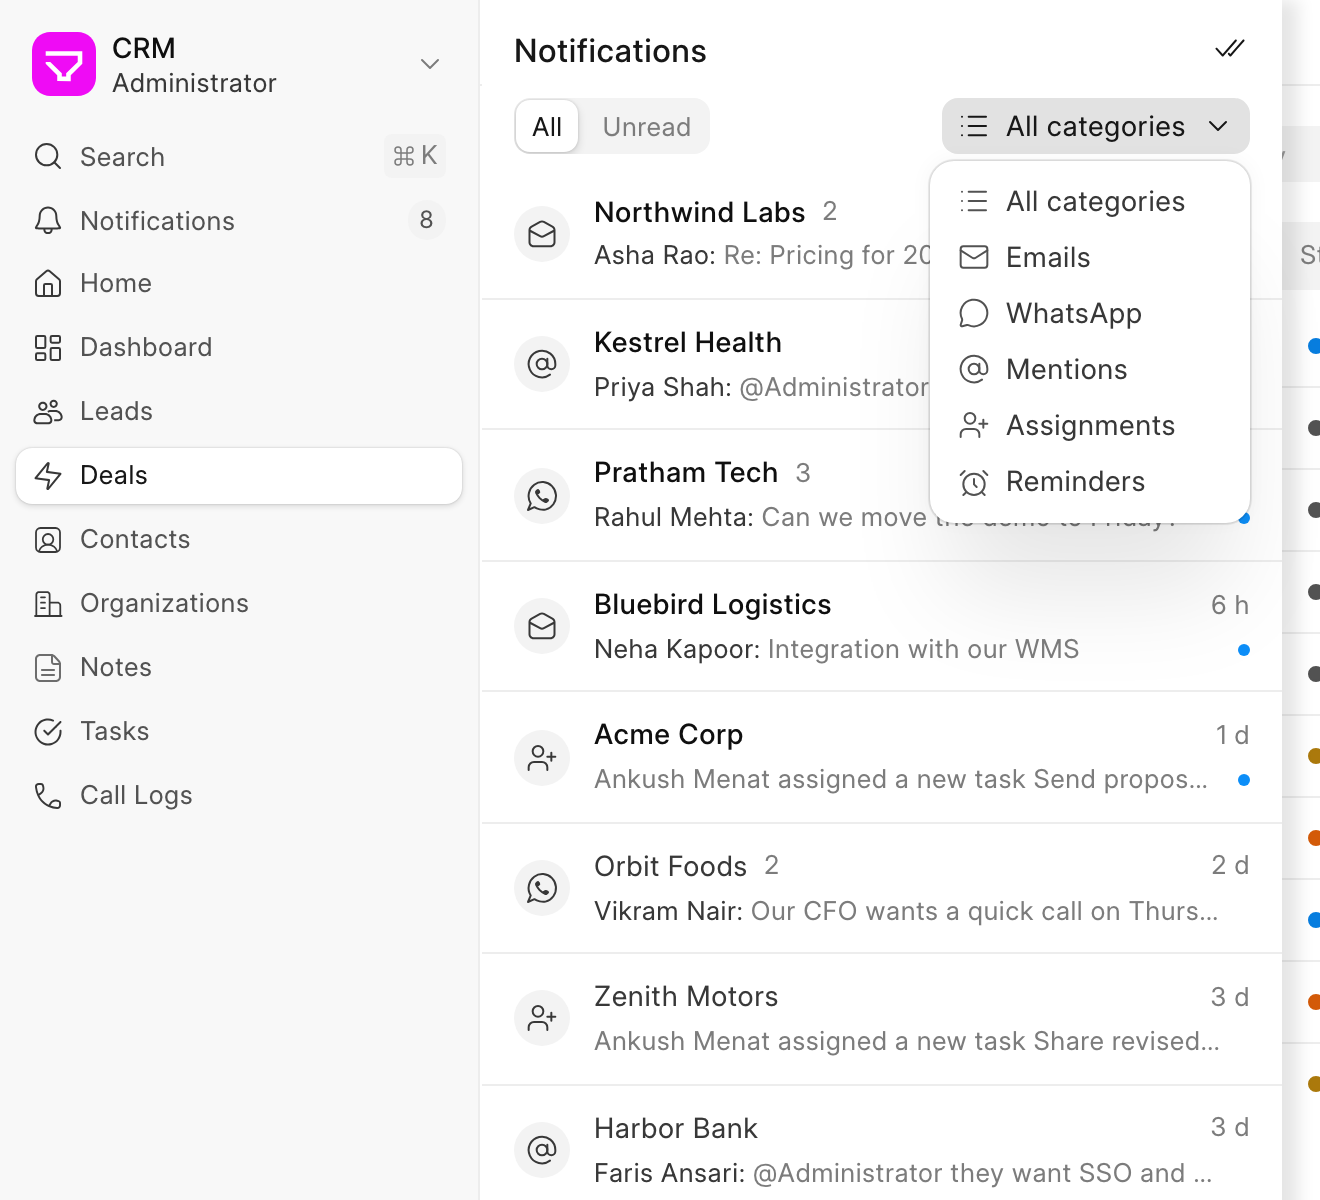 CRM
Administrator
Search
⌘ K
Notifications
8
Home
Dashboard
Leads
Deals
Contacts
Organizations
Notes
Tasks
Call Logs
Notifications
All
Unread
All categories
All categories
Emails
WhatsApp
Mentions
Assignments
Reminders
Northwind Labs 2
Asha Rao: Re: Pricing for
Kestrel Health
Priya Shah: @Administrator
Pratham Tech 3
Rahul Mehta: Can we move
Bluebird Logistics
6 h
Neha Kapoor: Integration with our WMS
Acme Corp
1 d
Ankush Menat assigned a new task Send propos...
Orbit Foods 2
2 d
Vikram Nair: Our CFO wants a quick call on Thurs...
Zenith Motors
3 d
Ankush Menat assigned a new task Share revised...
Harbor Bank
3 d
Faris Ansari: @Administrator they want SSO and ...